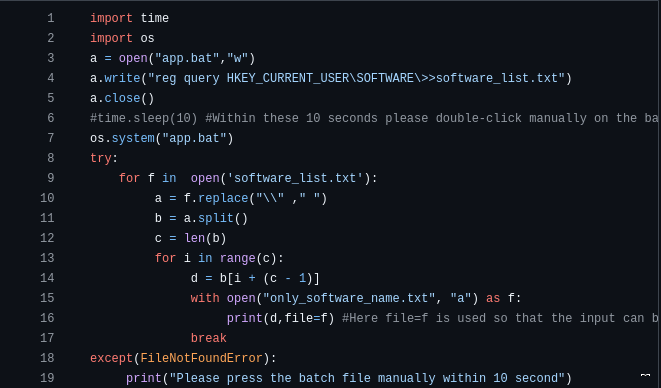 1 import time
2 import os
3 a = open("app.bat","w")
4 a.write("reg query HKEY_CURRENT_USER\SOFTWARE\>>software_list.txt")
5 a.close()
6 #time.sleep(10) #Within these 10 seconds please double-click manually on the ba
7 os.system("app.bat")
8 try:
9 for f in  open('software_list.txt'):
10 a = f.replace("\\" ," ")
11 b = a.split()
12 c = len(b)
13 for i in range(c):
14 d = b[i + (c - 1)]
15 with open("only_software_name.txt", "a") as f:
16 print(d,file=f) #Here file=f is used so that the input can b
17 break
18 except(FileNotFoundError):
19 print("Please press the batch file manually within 10 second")